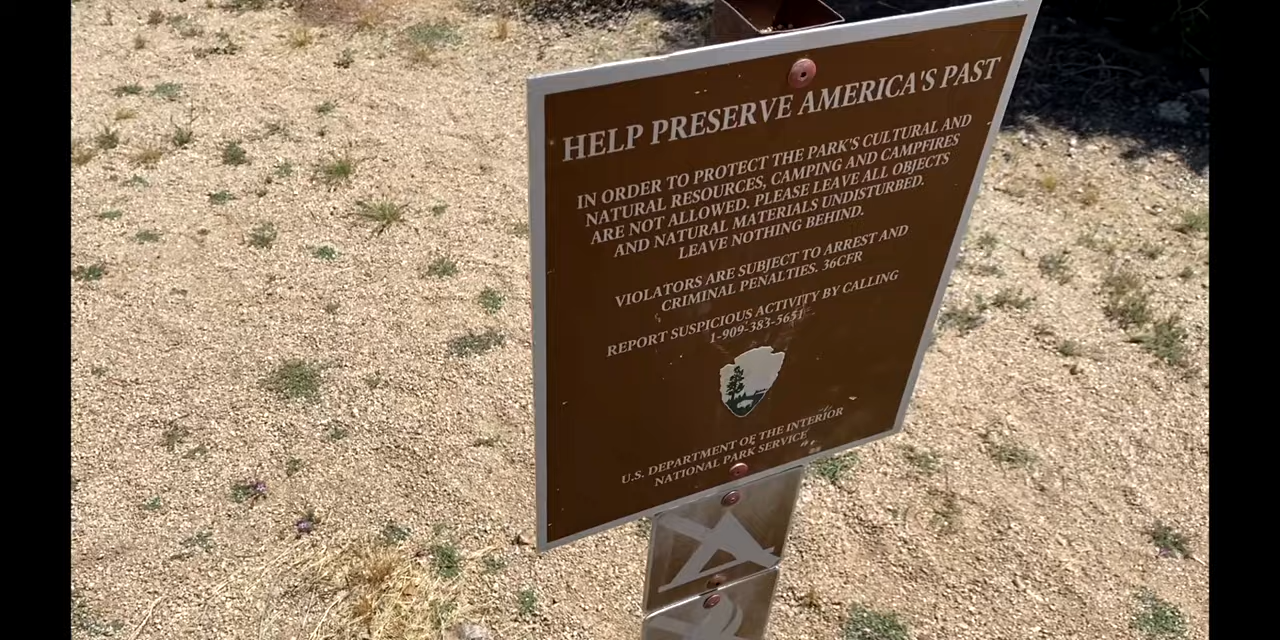 HELP PRESERVE AMERICA'S PAST
IN ORDER TO PROTECT THE PARK'S CULTURAL AND
NATURAL RESOURCES, CAMPING AND CAMPFIRES
ARE NOT ALLOWED. PLEASE LEAVE ALL OBJECTS
AND NATURAL MATERIALS UNDISTURBED.
LEAVE NOTHING BEHIND.
VIOLATORS ARE SUBJECT TO ARREST AND
CRIMINAL PENALTIES. 36CFR
REPORT SUSPICIOUS ACTIVITY BY CALLING
1-909-383-5651
U.S. DEPARTMENT OF THE INTERIOR
NATIONAL PARK SERVICE